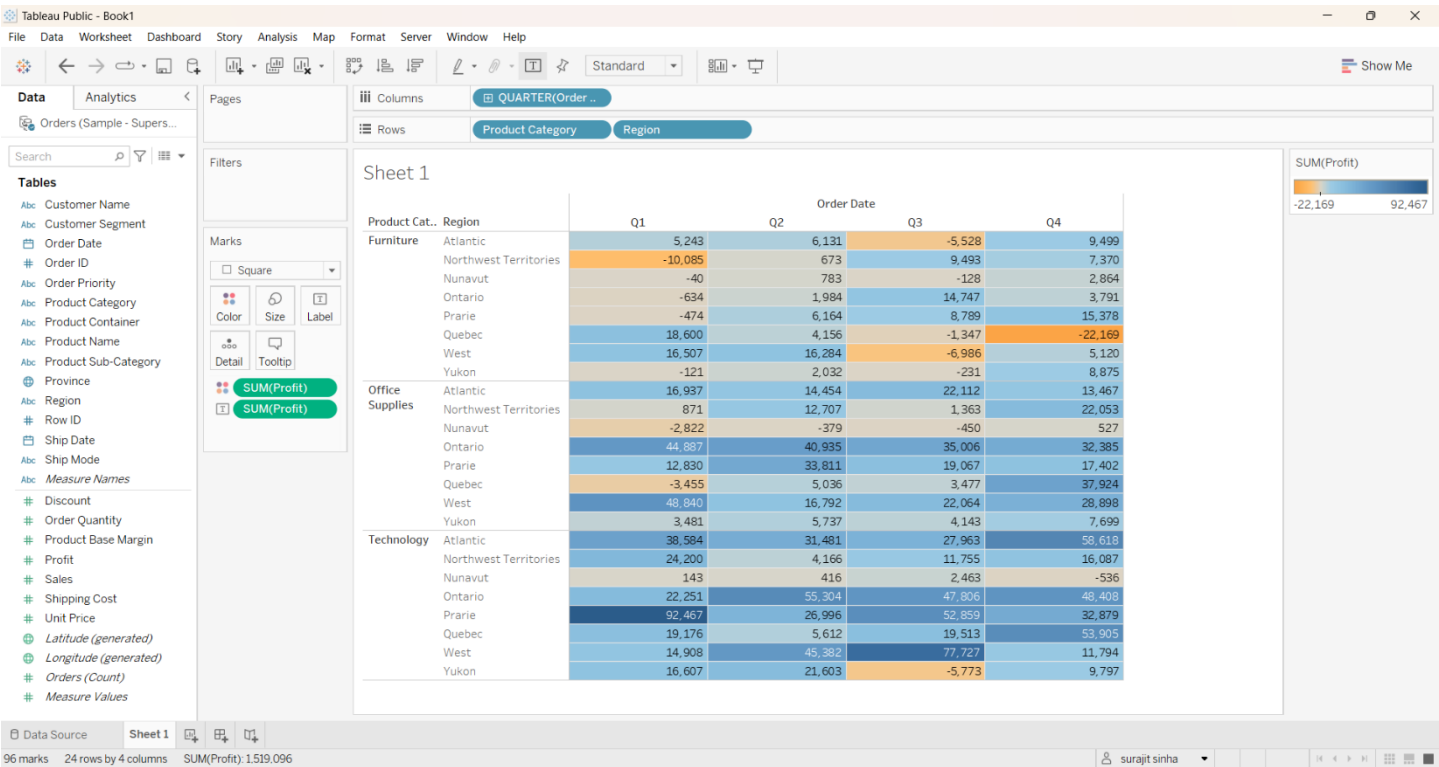 Tableau Public - Book1
File Data Worksheet Dashboard Story Analysis Map Format Server Window Help
Standard Show Me
Data Analytics
Orders (Sample - Supers...
Search
Tables
Abc Customer Name
Abc Customer Segment
Order Date
# Order ID
Abc Order Priority
Abc Product Category
Abc Product Container
Abc Product Name
Abc Product Sub-Category
Province
Abc Region
# Row ID
Ship Date
Abc Ship Mode
Abc Measure Names
# Discount
# Order Quantity
# Product Base Margin
# Profit
# Sales
# Shipping Cost
# Unit Price
Latitude (generated)
Longitude (generated)
# Orders (Count)
# Measure Values
Pages
Filters
Marks
Square
Color Size Label
Detail Tooltip
SUM(Profit)
SUM(Profit)
Columns QUARTER(Order ..
Rows Product Category Region
Sheet 1
Order Date
Product Cat.. Region Q1 Q2 Q3 Q4
Furniture Atlantic 5,243 6,131 -5,528 9,499
Northwest Territories -10,085 673 9,493 7,370
Nunavut -40 783 -128 2,864
Ontario -634 1,984 14,747 3,791
Prarie -474 6,164 8,789 15,378
Quebec 18,600 4,156 -1,347 -22,169
West 16,507 16,284 -6,986 5,120
Yukon -121 2,032 -231 8,875
Office Supplies Atlantic 16,937 14,454 22,112 13,467
Northwest Territories 871 12,707 1,363 22,053
Nunavut -2,822 -379 -450 527
Ontario 44,887 40,935 35,006 32,385
Prarie 12,830 33,811 19,067 17,402
Quebec -3,455 5,036 3,477 37,924
West 48,840 16,792 22,064 28,898
Yukon 3,481 5,737 4,143 7,699
Technology Atlantic 38,584 31,481 27,963 58,618
Northwest Territories 24,200 4,166 11,755 16,087
Nunavut 143 416 2,463 -536
Ontario 22,251 55,304 47,806 48,408
Prarie 92,467 26,996 52,859 32,879
Quebec 19,176 5,612 19,513 53,905
West 14,908 45,382 77,727 11,794
Yukon 16,607 21,603 -5,773 9,797
SUM(Profit)
-22,169 92,467
Data Source Sheet 1
96 marks 24 rows by 4 columns SUM(Profit): 1.519.096 surajit sinha